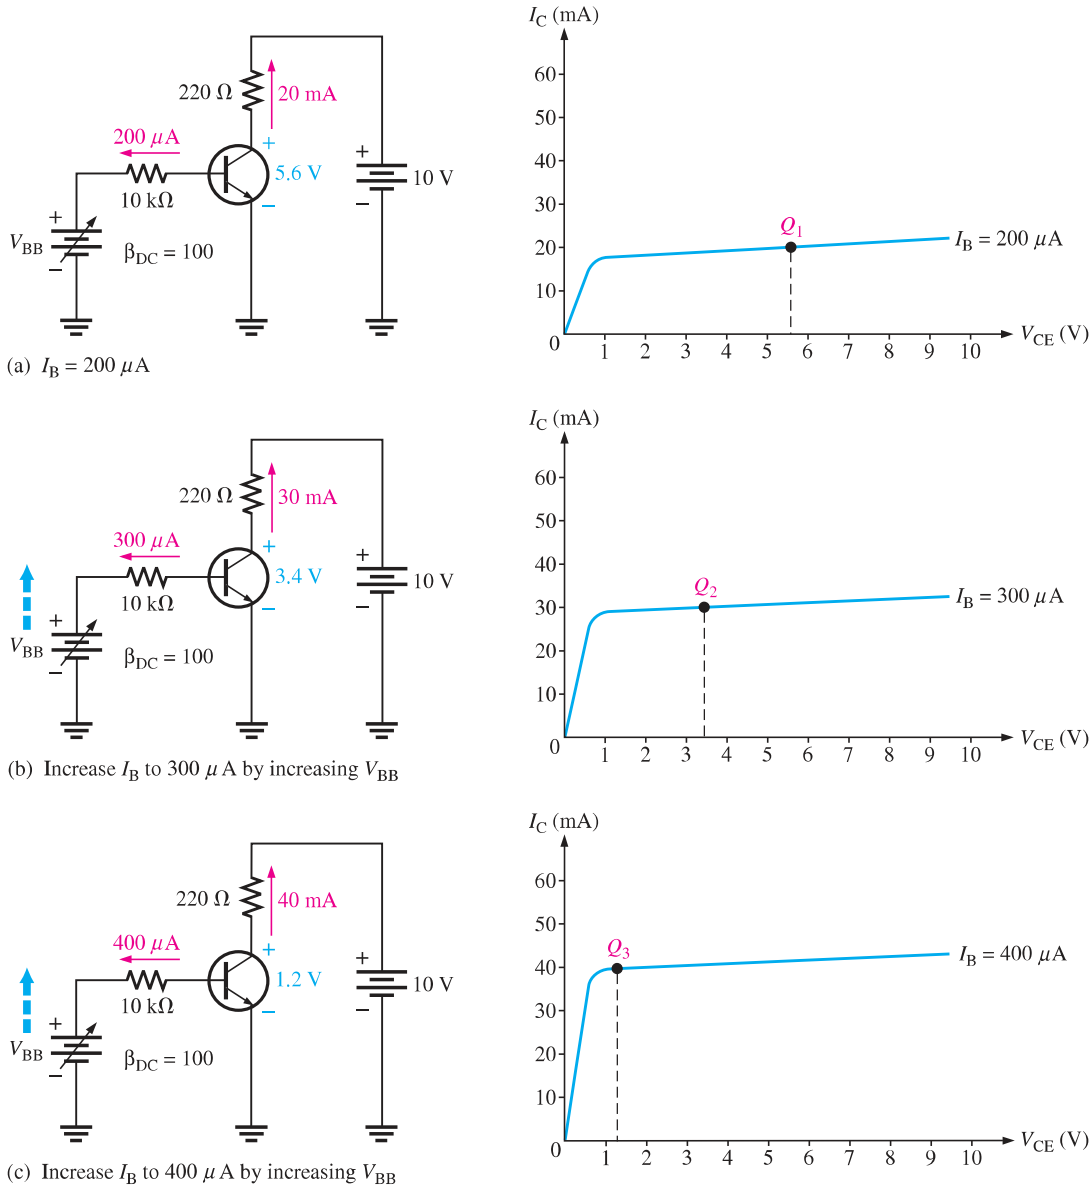 I_C (mA)
60
50
40
30
20
10
0
1 2 3 4 5 6 7 8 9 10
V_CE (V)
Q_1
I_B = 200 μA
220 Ω
20 mA
200 μA
+
5.6 V
−
10 kΩ
+
10 V
−
+
V_BB
−
β_DC = 100
(a) I_B = 200 μA
I_C (mA)
60
50
40
30
20
10
0
1 2 3 4 5 6 7 8 9 10
V_CE (V)
Q_2
I_B = 300 μA
220 Ω
30 mA
300 μA
+
3.4 V
−
10 kΩ
+
10 V
−
+
V_BB
−
β_DC = 100
(b) Increase I_B to 300 μA by increasing V_BB
I_C (mA)
60
50
40
30
20
10
0
1 2 3 4 5 6 7 8 9 10
V_CE (V)
Q_3
I_B = 400 μA
220 Ω
40 mA
400 μA
+
1.2 V
−
10 kΩ
+
10 V
−
+
V_BB
−
β_DC = 100
(c) Increase I_B to 400 μA by increasing V_BB